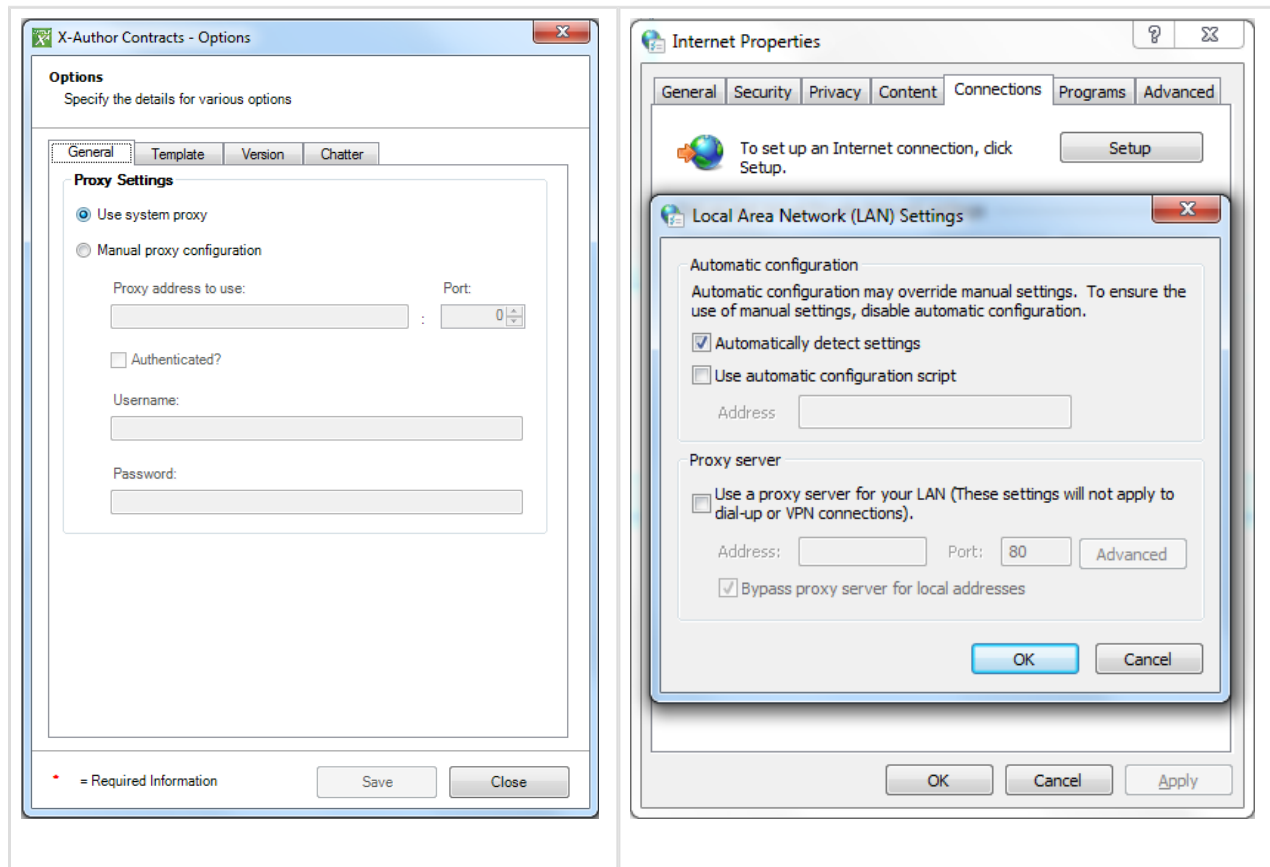 X-Author Contracts - Options
Options
Specify the details for various options
General Template Version Chatter
Proxy Settings
Use system proxy
Manual proxy configuration
Proxy address to use: Port:
: 0
Authenticated?
Username:
Password:
* = Required Information Save Close
Internet Properties
General Security Privacy Content Connections Programs Advanced
To set up an Internet connection, click
Setup.
Setup
Local Area Network (LAN) Settings
Automatic configuration
Automatic configuration may override manual settings. To ensure the
use of manual settings, disable automatic configuration.
Automatically detect settings
Use automatic configuration script
Address
Proxy server
Use a proxy server for your LAN (These settings will not apply to
dial-up or VPN connections).
Address: Port: 80 Advanced
Bypass proxy server for local addresses
OK Cancel
OK Cancel Apply